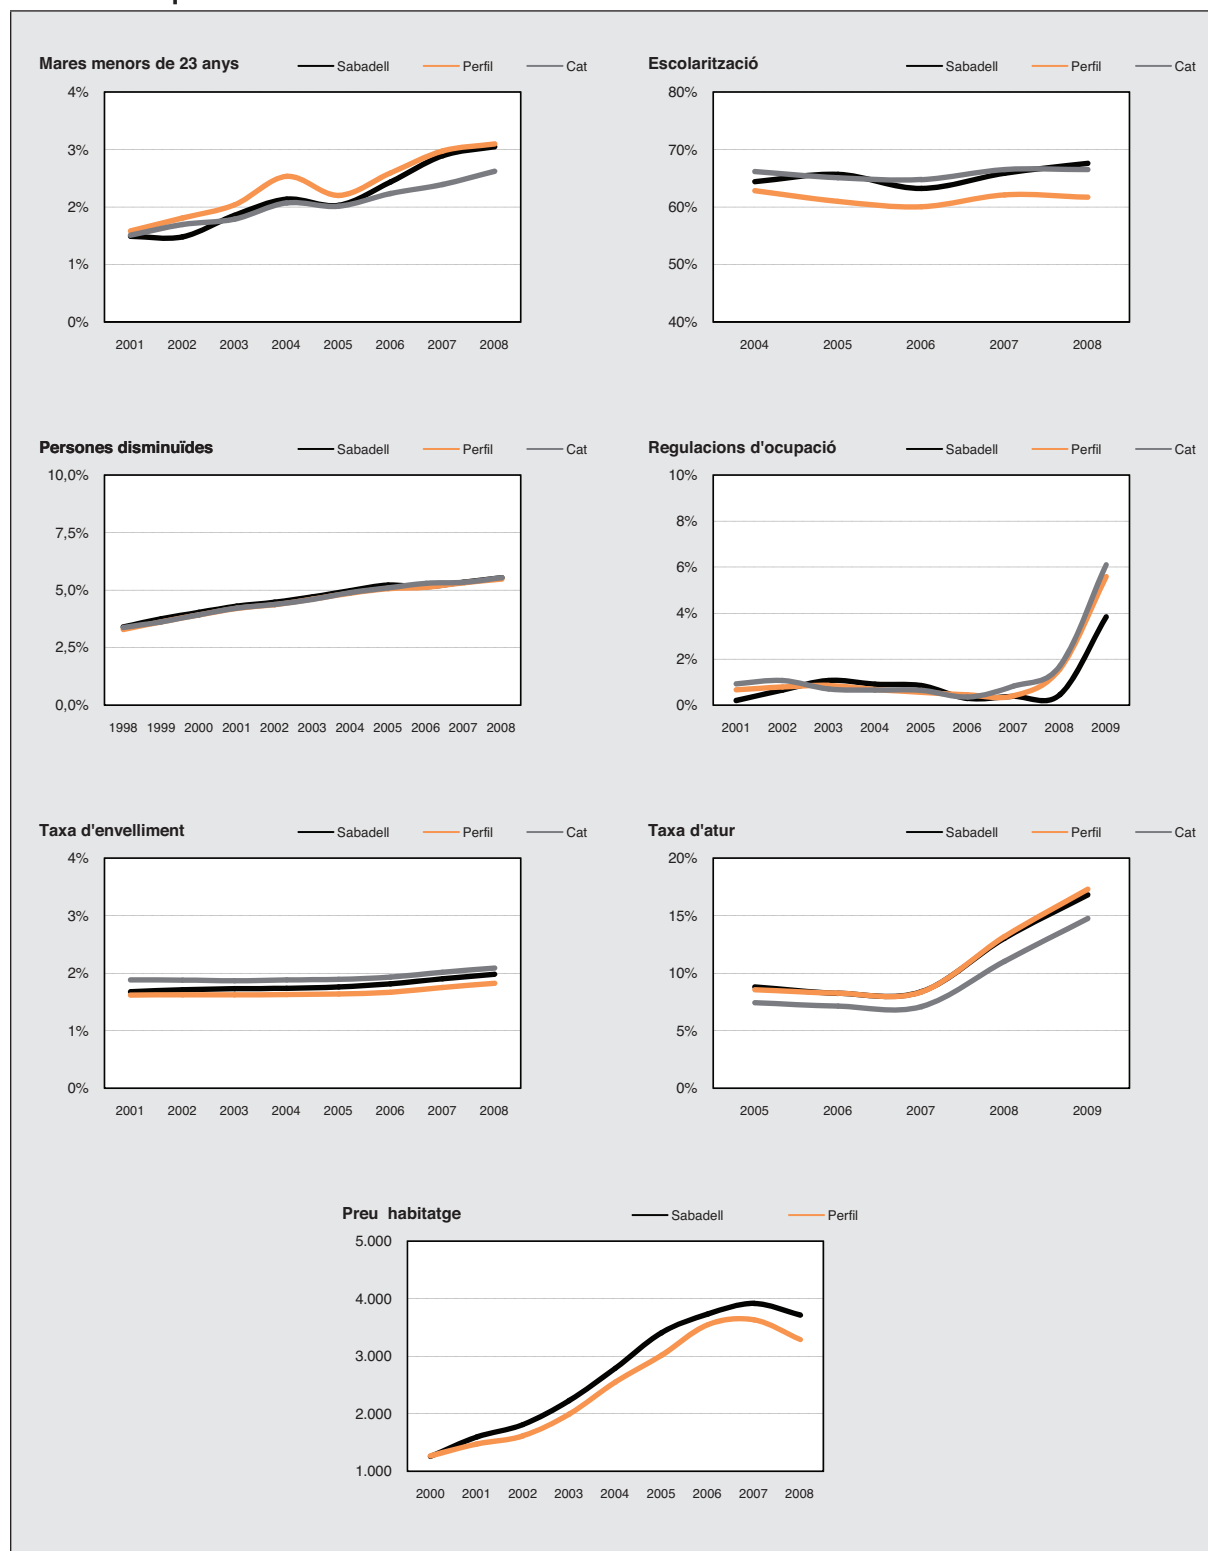 Mares menors de 23 anys Sabadell Perfil Cat
4%
3%
2%
1%
0%
2001 2002 2003 2004 2005 2006 2007 2008
Escolarització Sabadell Perfil Cat
80%
70%
60%
50%
40%
2004 2005 2006 2007 2008
Persones disminuïdes Sabadell Perfil Cat
10,0%
7,5%
5,0%
2,5%
0,0%
1998 1999 2000 2001 2002 2003 2004 2005 2006 2007 2008
Regulacions d'ocupació Sabadell Perfil Cat
10%
8%
6%
4%
2%
0%
2001 2002 2003 2004 2005 2006 2007 2008 2009
Taxa d'envelliment Sabadell Perfil Cat
4%
3%
2%
1%
0%
2001 2002 2003 2004 2005 2006 2007 2008
Taxa d'atur Sabadell Perfil Cat
20%
15%
10%
5%
0%
2005 2006 2007 2008 2009
Preu habitatge Sabadell Perfil
5.000
4.000
3.000
2.000
1.000
2000 2001 2002 2003 2004 2005 2006 2007 2008